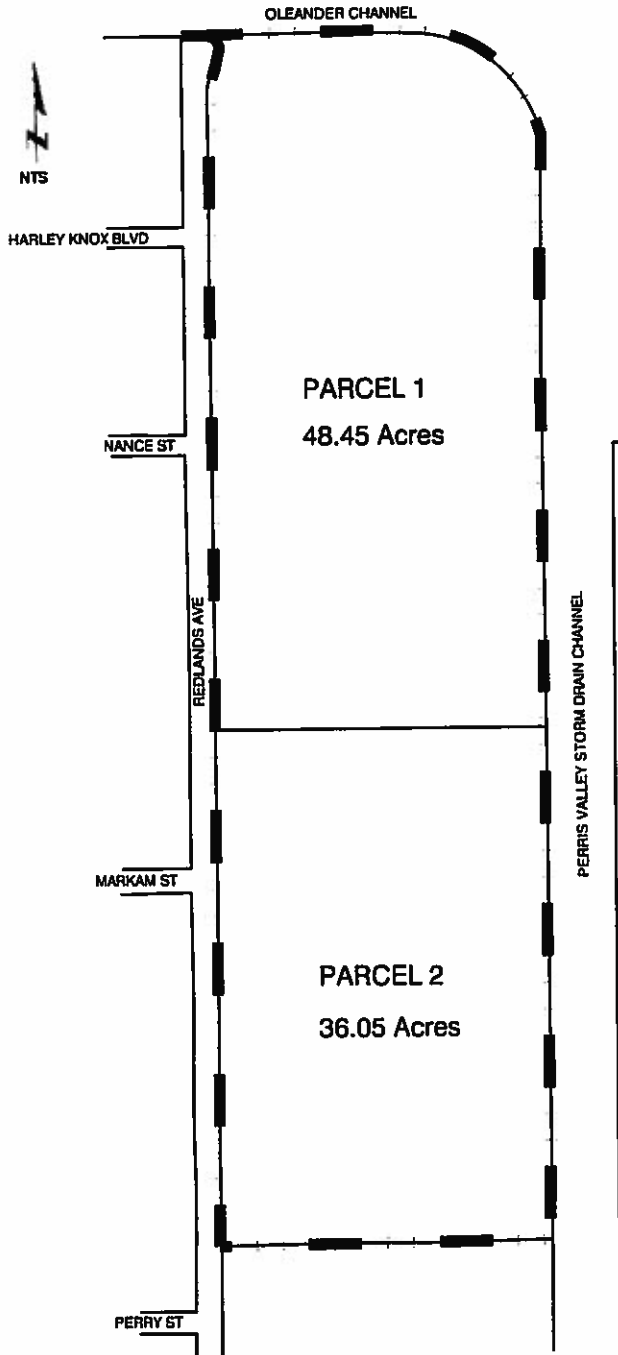 OLEANDER CHANNEL
NTS
HARLEY KNOX BLVD
PARCEL 1
48.45 Acres
NANCE ST
REDLANDS AVE
PERRIS VALLEY STORM DRAIN CHANNEL
MARKAM ST
PARCEL 2
36.05 Acres
PERRY ST